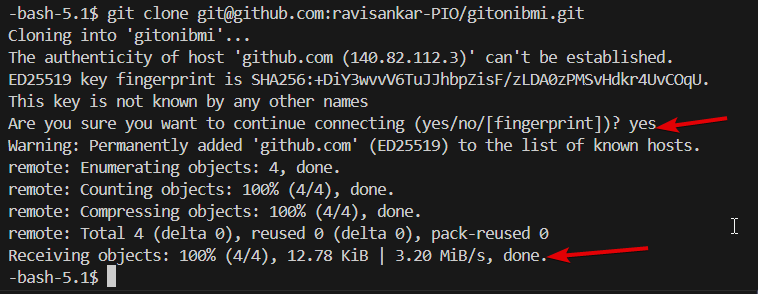 -bash-5.1$ git clone git@github.com:ravisankar-PIO/gitonibmi.git
Cloning into 'gitonibmi'...
The authenticity of host 'github.com (140.82.112.3)' can't be established.
ED25519 key fingerprint is SHA256:+DiY3wvvV6TuJJhbpZisF/zLDA0zPMSvHdkr4UvCOqU.
This key is not known by any other names
Are you sure you want to continue connecting (yes/no/[fingerprint])? yes
Warning: Permanently added 'github.com' (ED25519) to the list of known hosts.
remote: Enumerating objects: 4, done.
remote: Counting objects: 100% (4/4), done.
remote: Compressing objects: 100% (4/4), done.
remote: Total 4 (delta 0), reused 0 (delta 0), pack-reused 0
Receiving objects: 100% (4/4), 12.78 KiB | 3.20 MiB/s, done.
-bash-5.1$